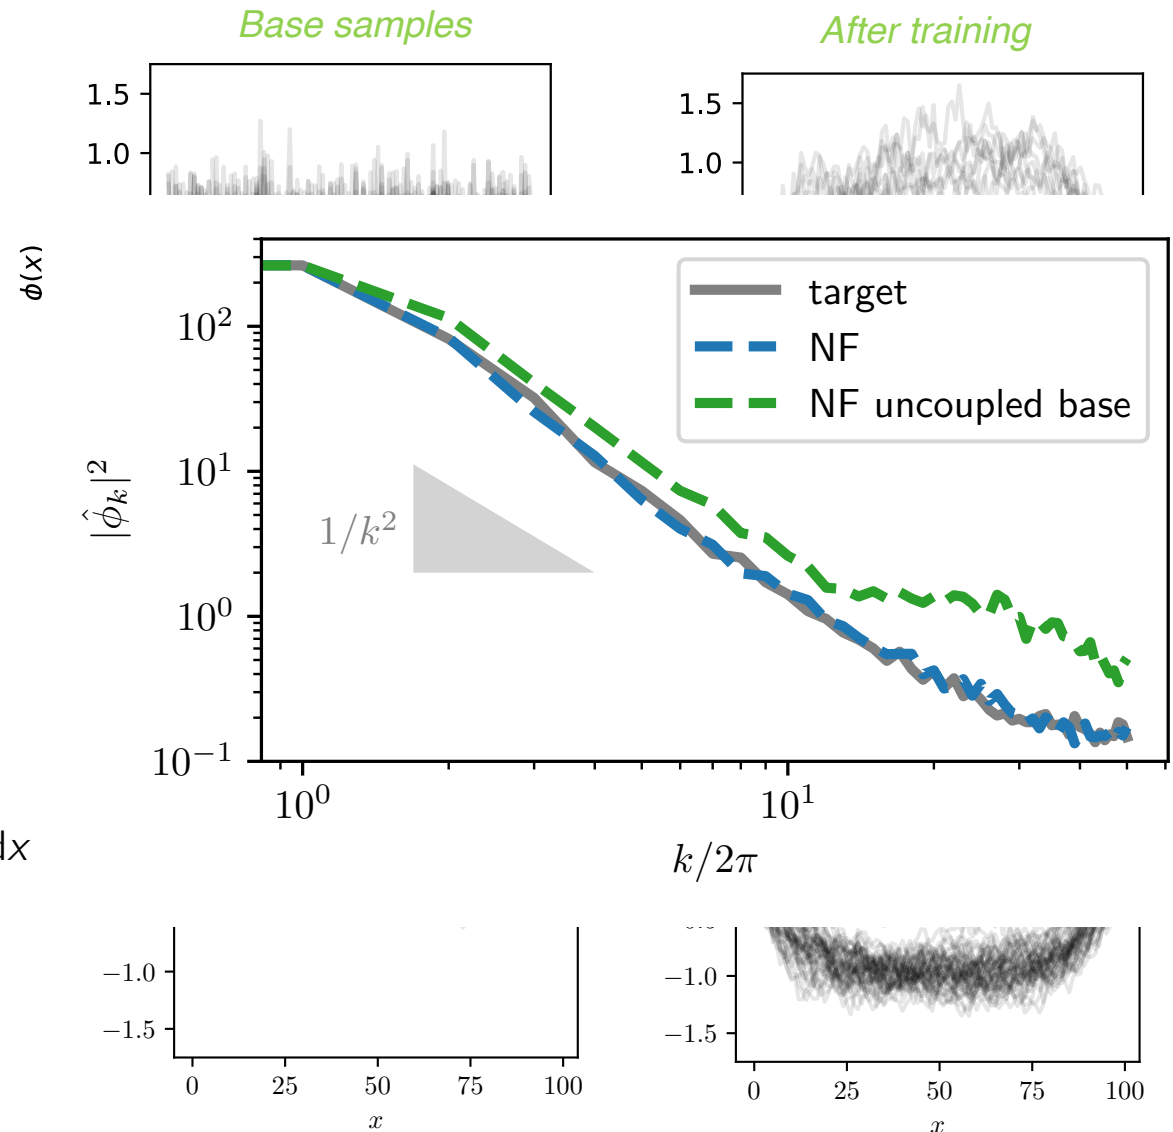 Base samples
After training
1.5
1.0
1.5
1.0
ϕ(x)
target
NF
NF uncoupled base
10²
10¹
10⁰
10⁻¹
|ϕ̂ₖ|²
1/k²
10⁰
10¹
k/2π
dx
−1.0
−1.5
0 25 50 75 100
x
−1.0
−1.5
0 25 50 75 100
x